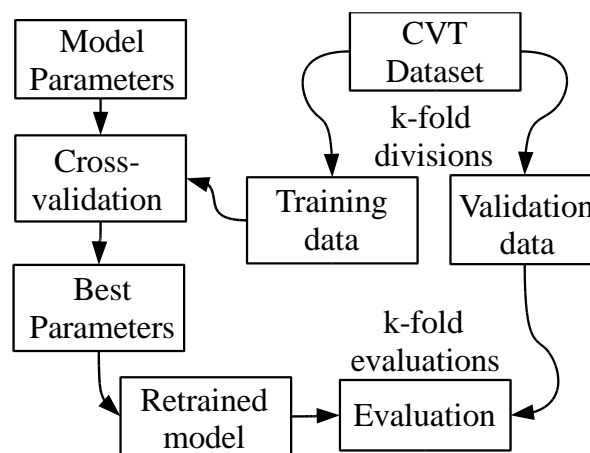 Model
Parameters
CVT
Dataset
k-fold
divisions
Cross-
validation
Training
data
Validation
data
Best
Parameters
k-fold
evaluations
Retrained
model
Evaluation